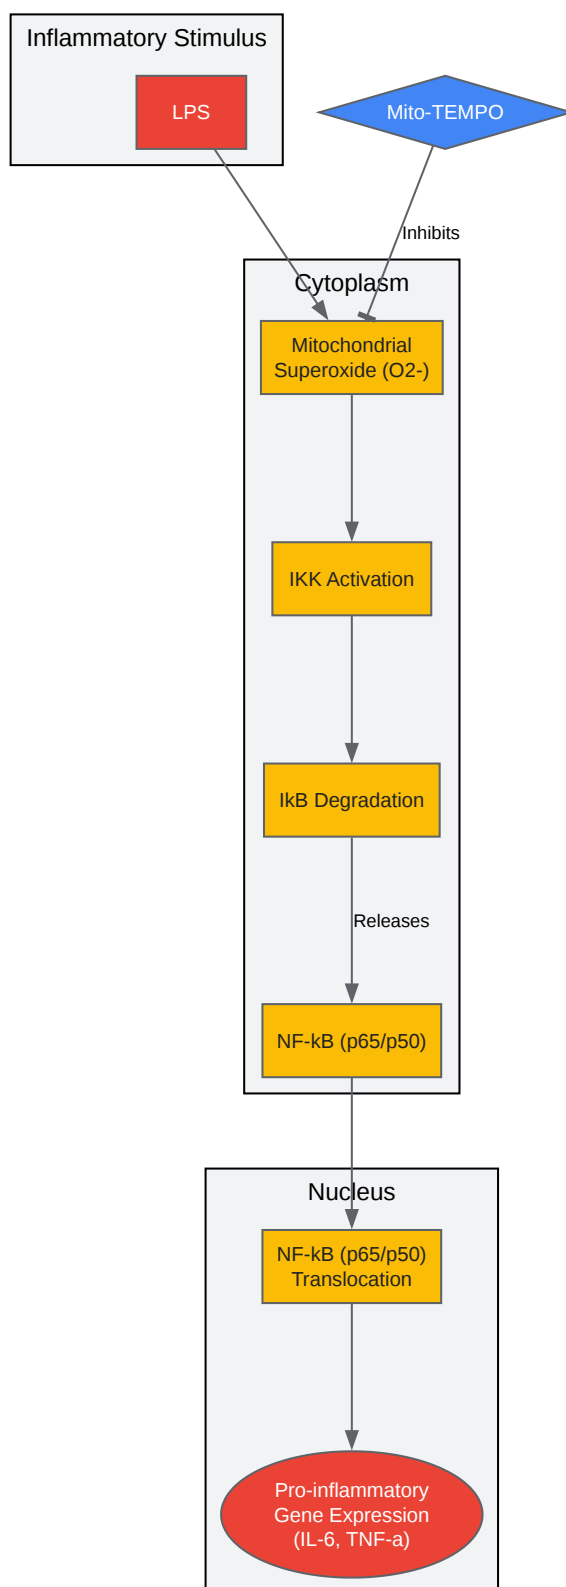 Inflammatory Stimulus
LPS
Mito-TEMPO
Inhibits
Cytoplasm
Mitochondrial
Superoxide (O2-)
IKK Activation
IkB Degradation
Releases
NF-kB (p65/p50)
Nucleus
NF-kB (p65/p50)
Translocation
Pro-inflammatory
Gene Expression
(IL-6, TNF-a)